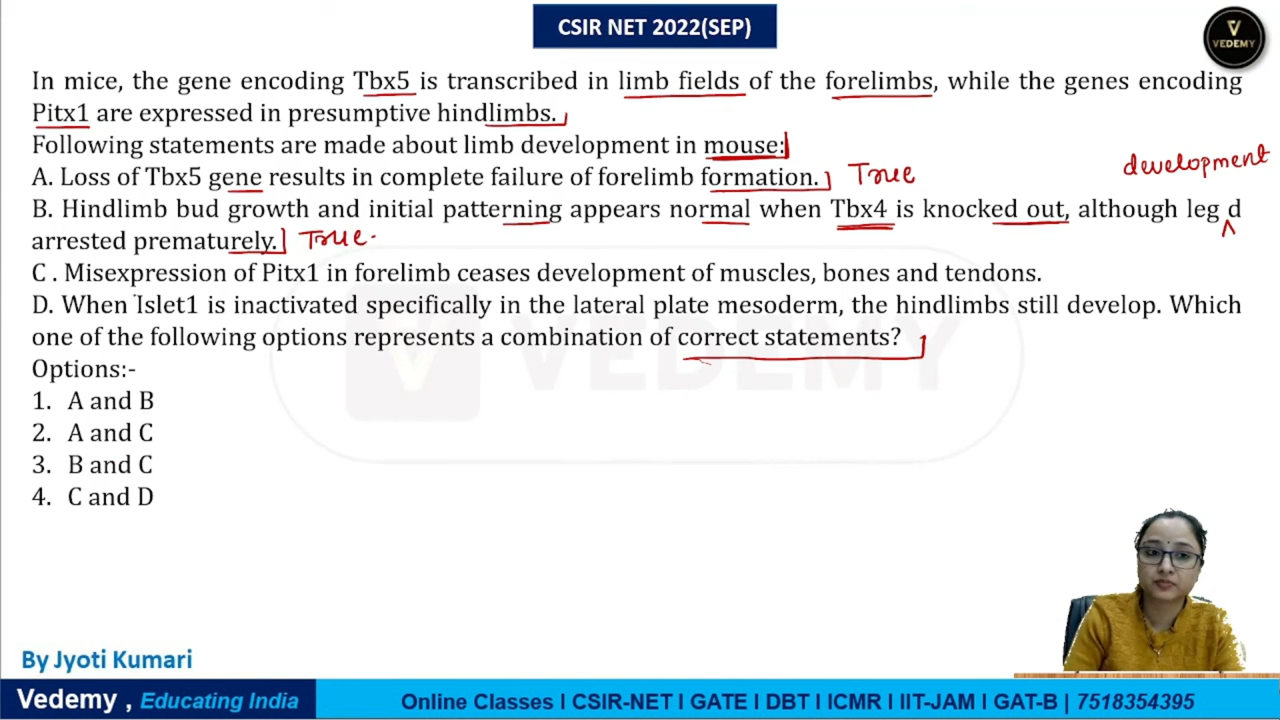 CSIR NET 2022(SEP)
VEDEMY
In mice, the gene encoding Tbx5 is transcribed in limb fields of the forelimbs, while the genes encoding
Pitx1 are expressed in presumptive hindlimbs.
Following statements are made about limb development in mouse:
development
A. Loss of Tbx5 gene results in complete failure of forelimb formation. True
B. Hindlimb bud growth and initial patterning appears normal when Tbx4 is knocked out, although leg d
arrested prematurely. True.
C . Misexpression of Pitx1 in forelimb ceases development of muscles, bones and tendons.
D. When Islet1 is inactivated specifically in the lateral plate mesoderm, the hindlimbs still develop. Which
one of the following options represents a combination of correct statements?
VEDEMY
Options:-
1. A and B
2. A and C
3. B and C
4. C and D
By Jyoti Kumari
Vedemy , Educating India
Online Classes I CSIR-NET I GATE I DBT I ICMR I IIT-JAM I GAT-B I 7518354395